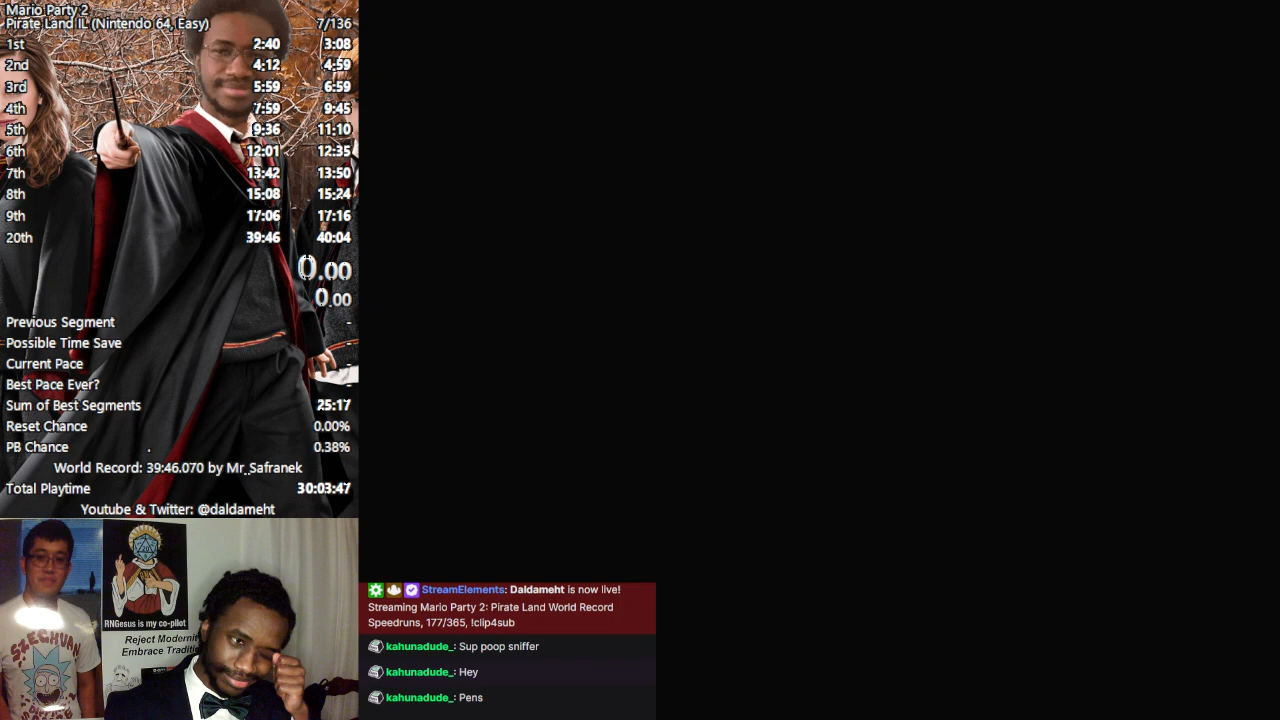 Mario Party 2
Pirate Land IL (Nintendo 64, Easy) 7/136
1st 2:40 3:08
2nd 4:12 4:59
3rd 5:59 6:59
4th 7:59 9:45
5th 9:36 11:10
6th 12:01 12:35
7th 13:42 13:50
8th 15:08 15:24
9th 17:06 17:16
20th 39:46 40:04
0.00
0.00
Previous Segment -
Possible Time Save -
Current Pace -
Best Pace Ever? -
Sum of Best Segments 25:17
Reset Chance 0.00%
PB Chance 0.38%
World Record: 39:46.070 by Mr_Safranek
Total Playtime 30:03:47
Youtube & Twitter: @daldameht
RNGesus is my co-pilot
Reject Modernit
Embrace Traditi
SZECHUAN
StreamElements: Daldameht is now live!
Streaming Mario Party 2: Pirate Land World Record
Speedruns, 177/365, !clip4sub
kahunadude_: Sup poop sniffer
kahunadude_: Hey
kahunadude_: Pens